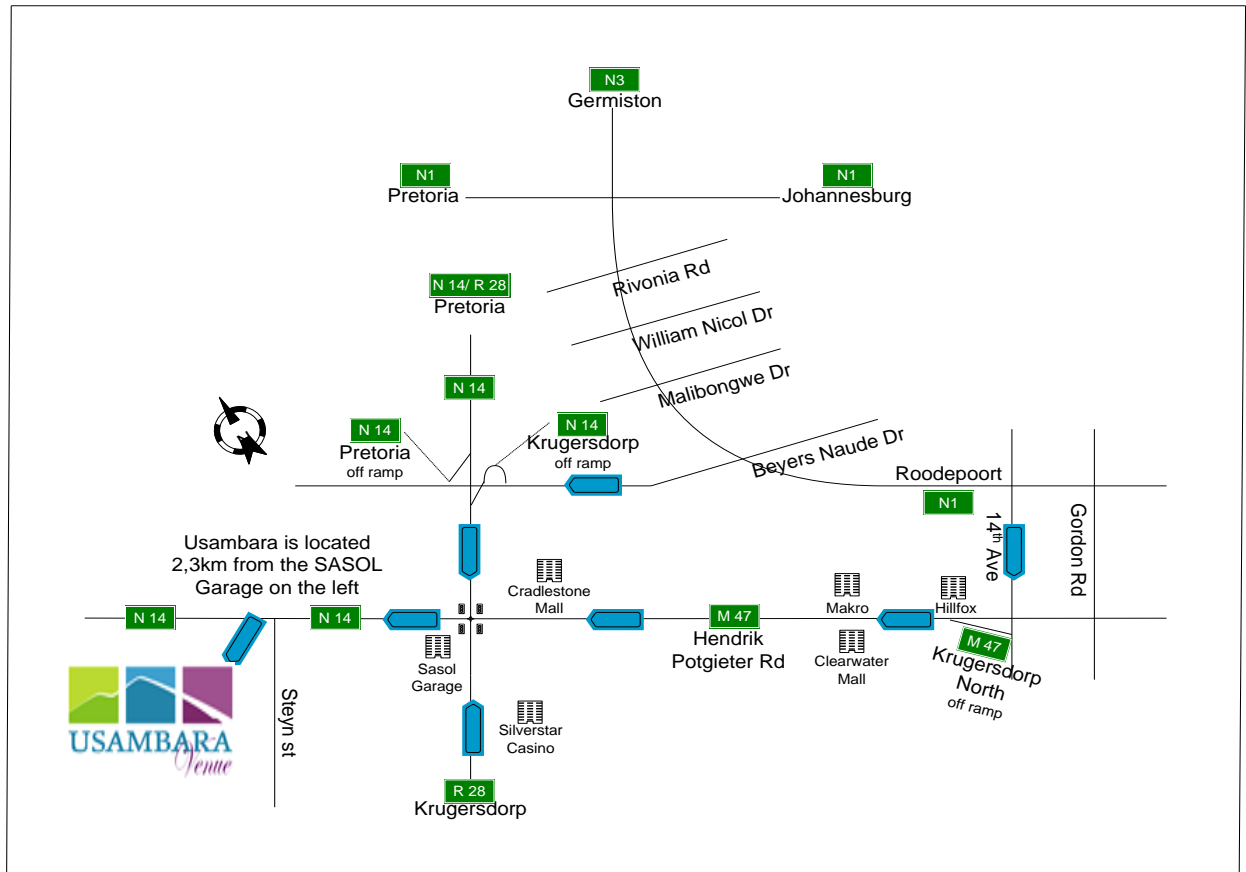 N3
Germiston
N1
Pretoria
N1
Johannesburg
Rivonia Rd
N 14/ R 28
Pretoria
William Nicol Dr
Malibongwe Dr
N 14
N 14
Pretoria
off ramp
N 14
Krugersdorp
off ramp
Beyers Naude Dr
Roodepoort
N1
14th Ave
Gordon Rd
Usambara is located
2,3km from the SASOL
Garage on the left
Cradlestone
Mall
Makro
Hillfox
N 14
N 14
M 47
Hendrik
Potgieter Rd
Clearwater
Mall
M 47
Krugersdorp
North
off ramp
Sasol
Garage
Steyn st
USAMBARA
Venue
Silverstar
Casino
R 28
Krugersdorp